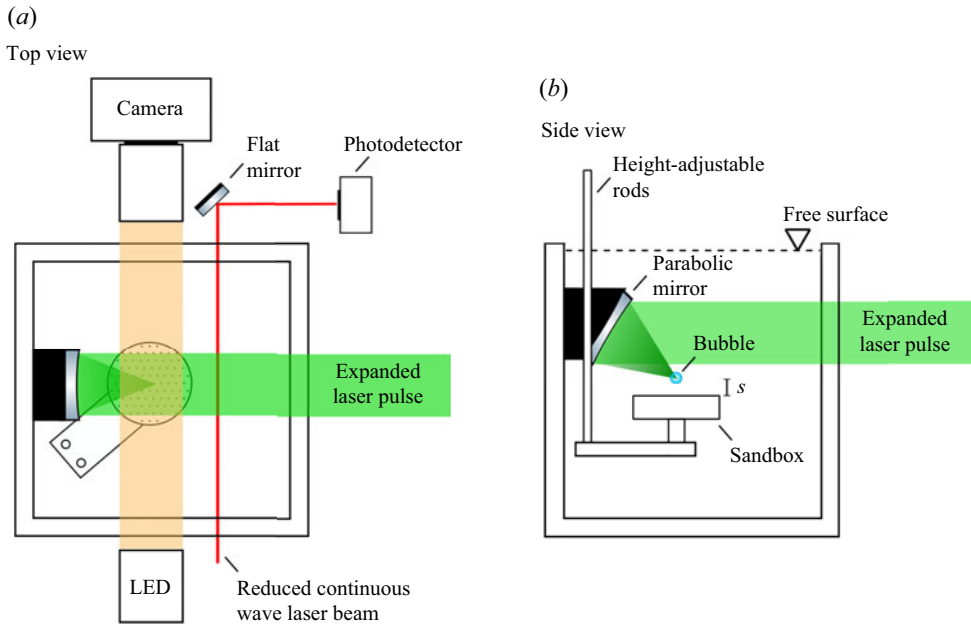 (a)
Top view
Camera
Flat
mirror
Photodetector
Expanded
laser pulse
LED
Reduced continuous
wave laser beam
(b)
Side view
Height-adjustable
rods
Free surface
Parabolic
mirror
Expanded
laser pulse
Bubble
s
Sandbox